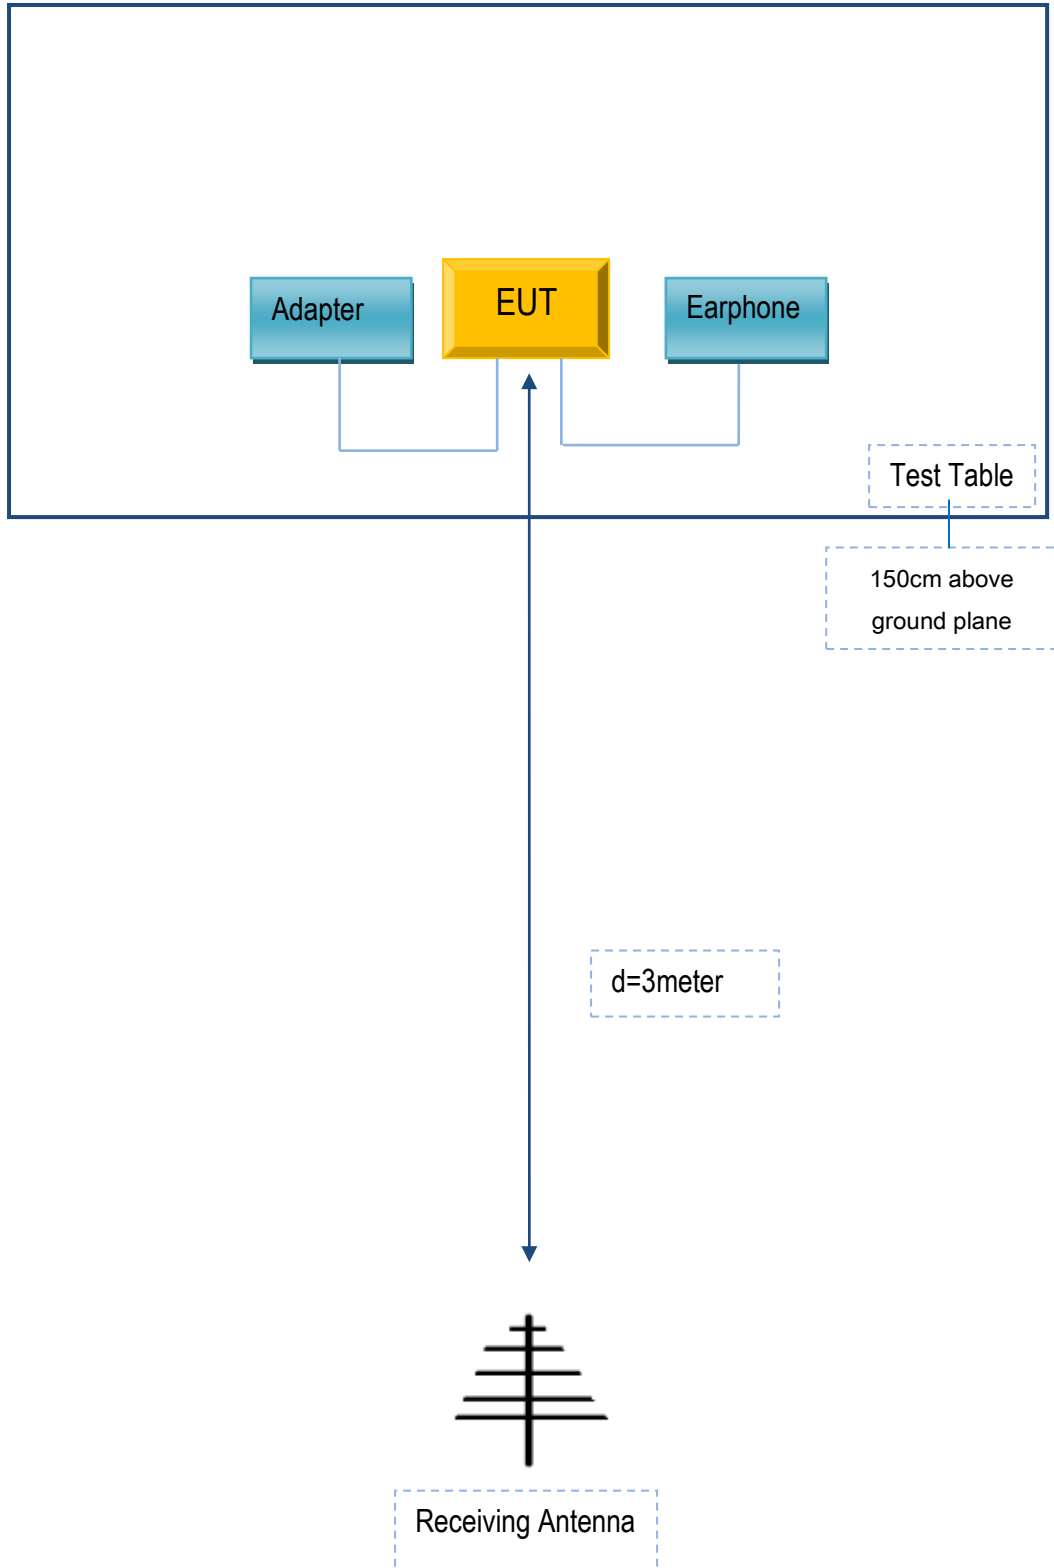 Adapter
EUT
Earphone
Test Table
150cm above
ground plane
d=3meter
Receiving Antenna